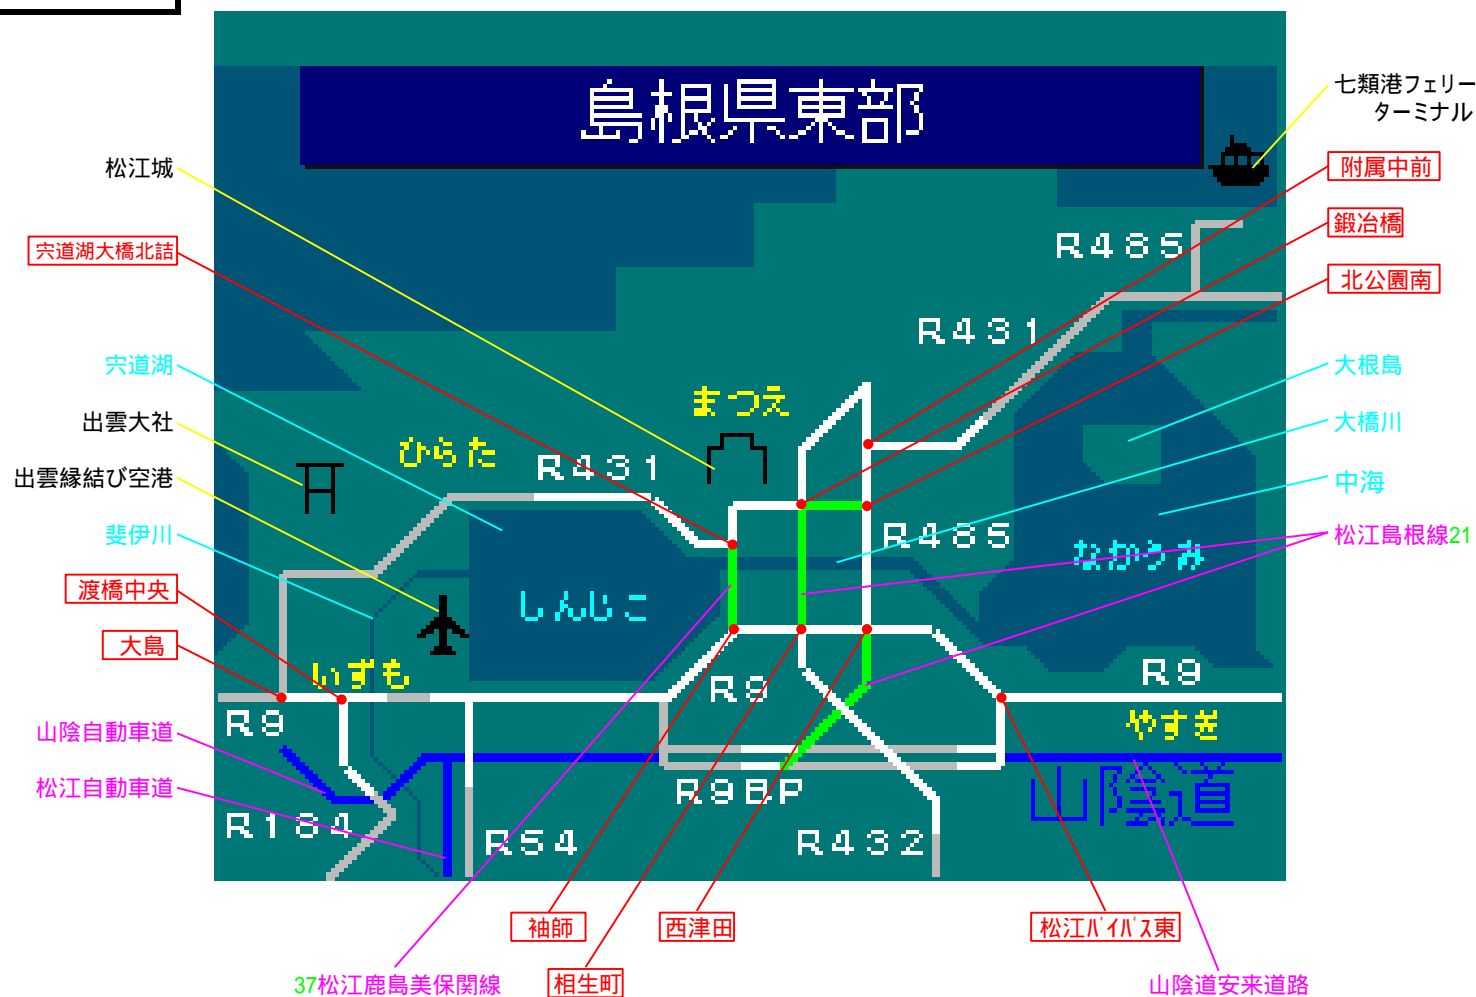 島根県東部
七類港フェリー
ターミナル
松江城
附属中前
鍛冶橋
宍道湖大橋北詰
R485
北公園南
R431
宍道湖
大根島
まつえ
出雲大社
大橋川
ひらた
R431
出雲縁結び空港
中海
斐伊川
R485
松江島根線21
なかうみ
渡橋中央
しんじこ
大島
いずも
R9
R9
R9
やすぎ
山陰自動車道
松江自動車道
R9BP
山陰道
R184
R54
R432
袖師
西津田
松江バイパス東
37松江鹿島美保関線
相生町
山陰道安来道路